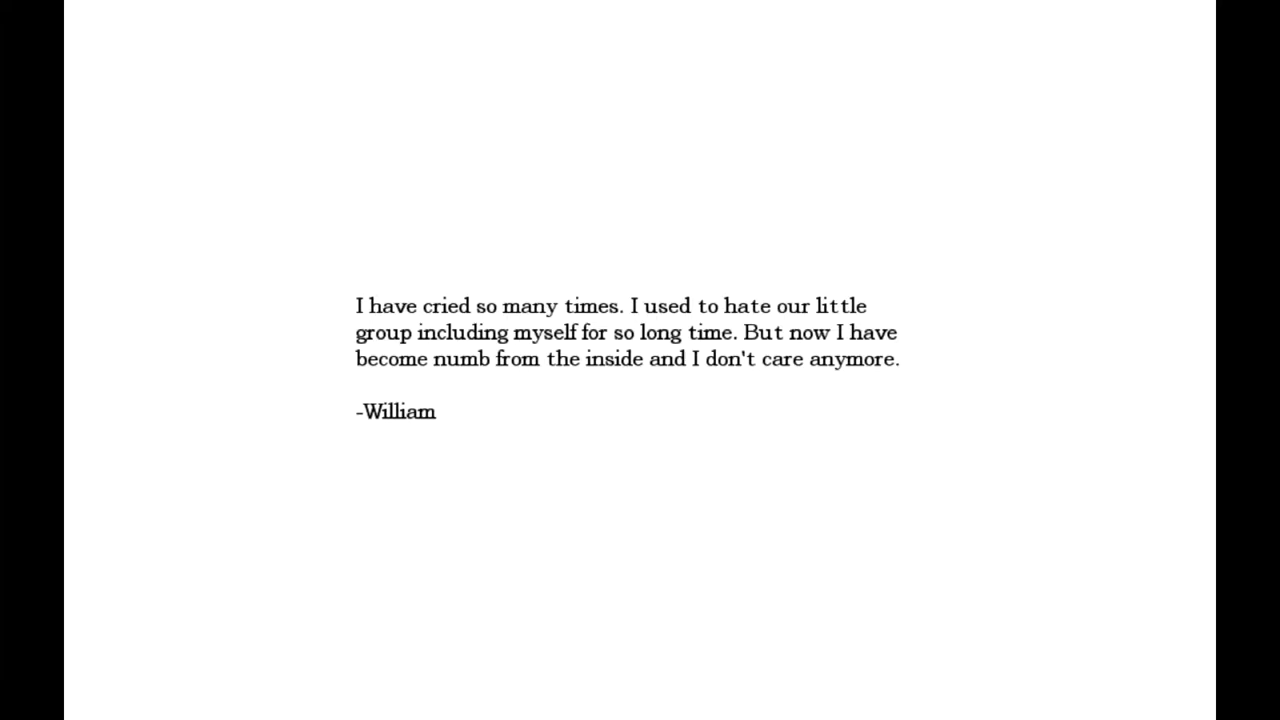 I have cried so many times. I used to hate our little
group including myself for so long time. But now I have
become numb from the inside and I don't care anymore.
-William